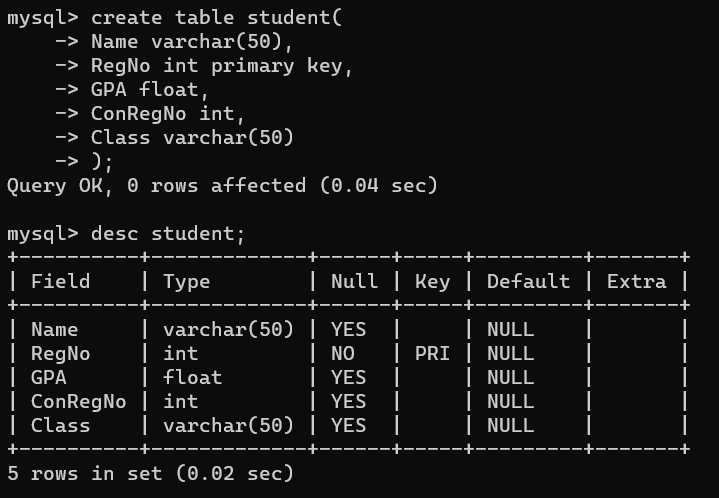 mysql> create table student(
    -> Name varchar(50),
    -> RegNo int primary key,
    -> GPA float,
    -> ConRegNo int,
    -> Class varchar(50)
    -> );
Query OK, 0 rows affected (0.04 sec)

mysql> desc student;
+----------+-------------+------+-----+---------+-------+
| Field    | Type        | Null | Key | Default | Extra |
+----------+-------------+------+-----+---------+-------+
| Name     | varchar(50) | YES  |     | NULL    |       |
| RegNo    | int         | NO   | PRI | NULL    |       |
| GPA      | float       | YES  |     | NULL    |       |
| ConRegNo | int         | YES  |     | NULL    |       |
| Class    | varchar(50) | YES  |     | NULL    |       |
+----------+-------------+------+-----+---------+-------+
5 rows in set (0.02 sec)